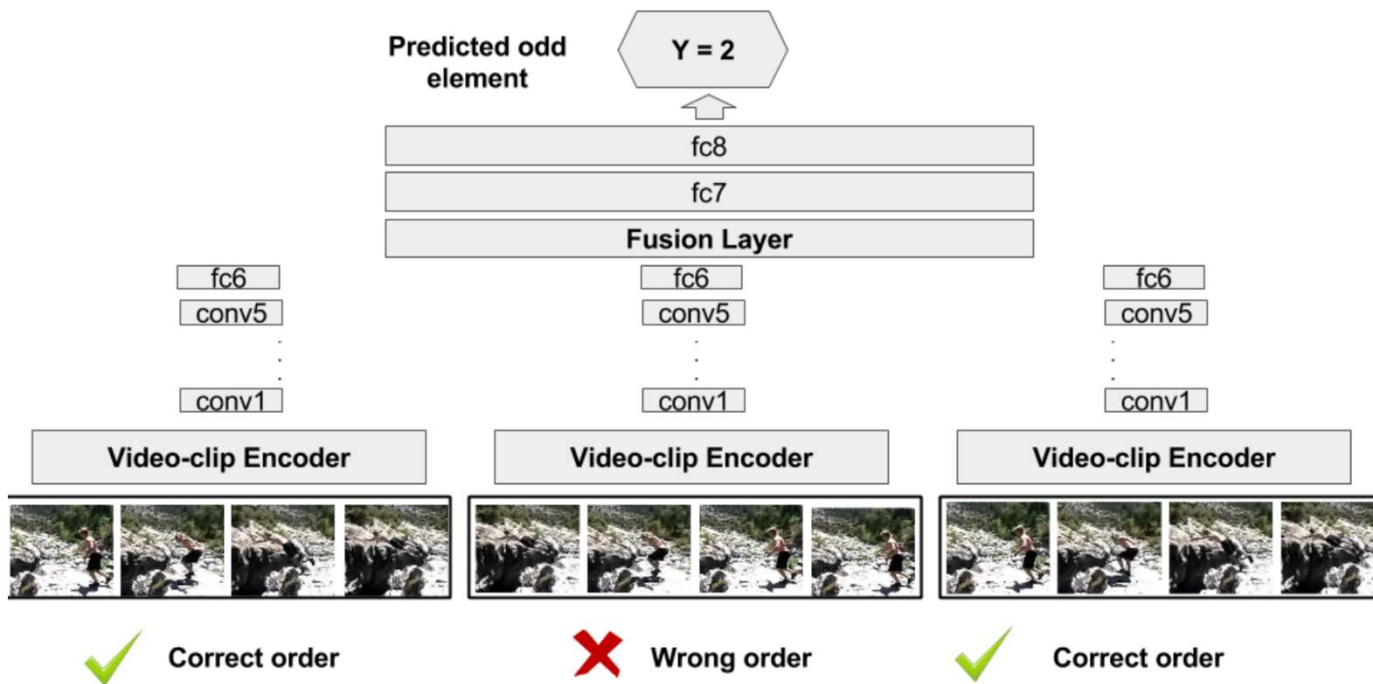 Predicted odd
element
Y = 2
fc8
fc7
Fusion Layer
fc6 fc6 fc6
conv5 conv5 conv5
conv1 conv1 conv1
Video-clip Encoder Video-clip Encoder Video-clip Encoder
Correct order Wrong order Correct order